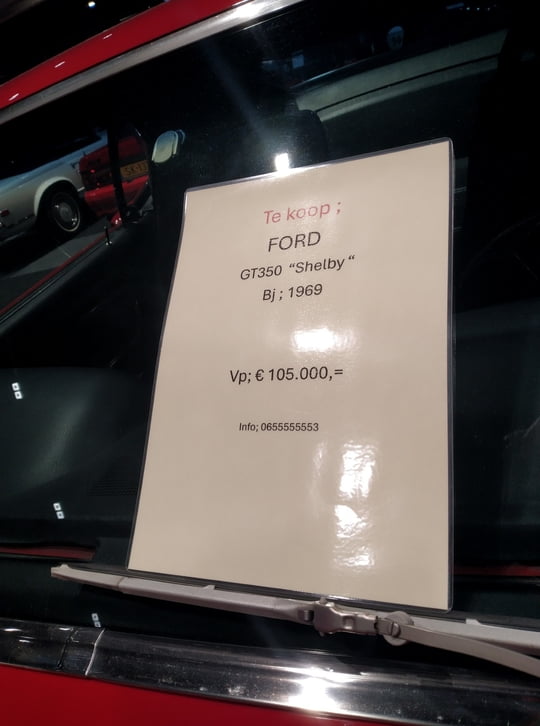 Te koop ;
FORD
GT350 “Shelby “
Bj ; 1969
Vp; € 105.000,=
Info; 0655555553